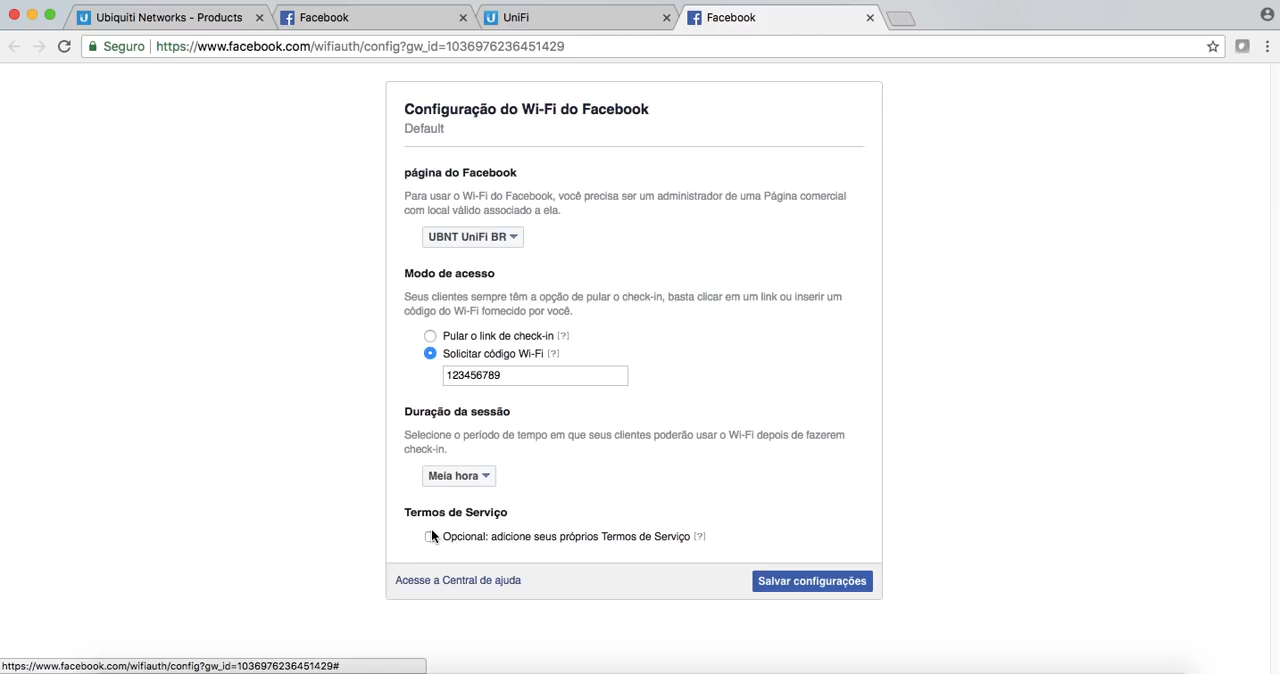 Ubiquiti Networks - Products
Facebook
UniFi
Facebook
Seguro
https://www.facebook.com/wifiauth/config?gw_id=1036976236451429
Configuração do Wi-Fi do Facebook
Default
página do Facebook
Para usar o Wi-Fi do Facebook, você precisa ser um administrador de uma Página comercial
com local válido associado a ela.
UBNT UniFi BR
Modo de acesso
Seus clientes sempre têm a opção de pular o check-in, basta clicar em um link ou inserir um
código do Wi-Fi fornecido por você.
Pular o link de check-in [?]
Solicitar código Wi-Fi [?]
123456789
Duração da sessão
Selecione o período de tempo em que seus clientes poderão usar o Wi-Fi depois de fazerem
check-in.
Meia hora
Termos de Serviço
Opcional: adicione seus próprios Termos de Serviço [?]
Acesse a Central de ajuda
Salvar configurações
https://www.facebook.com/wifiauth/config?gw_id=1036976236451429#